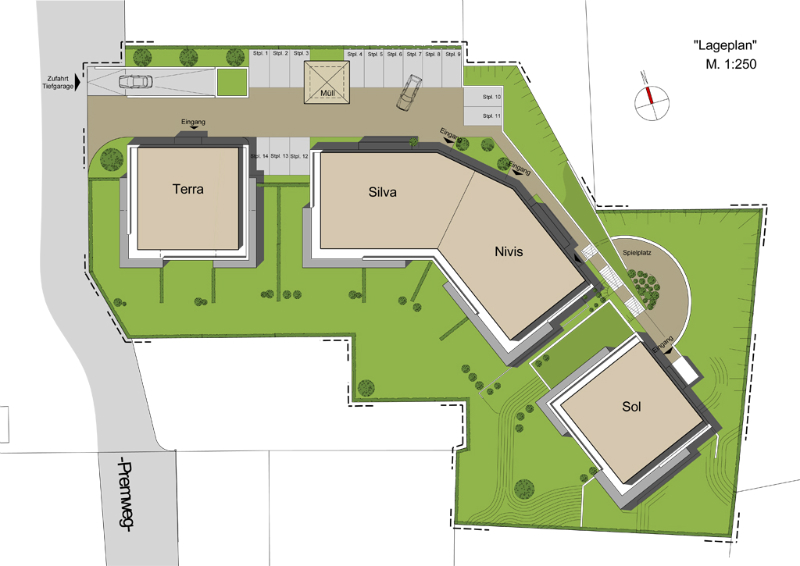 "Lageplan"
M. 1:250
Stpl. 1
Stpl. 2
Stpl. 3
Stpl. 4
Stpl. 5
Stpl. 6
Stpl. 7
Stpl. 8
Stpl. 9
Zufahrt
Tiefgarage
Müll
Stpl. 10
Stpl. 11
Eingang
Eingang
Stpl. 14
Stpl. 13
Stpl. 12
Eingang
Terra
Silva
Nivis
Spielplatz
Eingang
Sol
-Premweg-